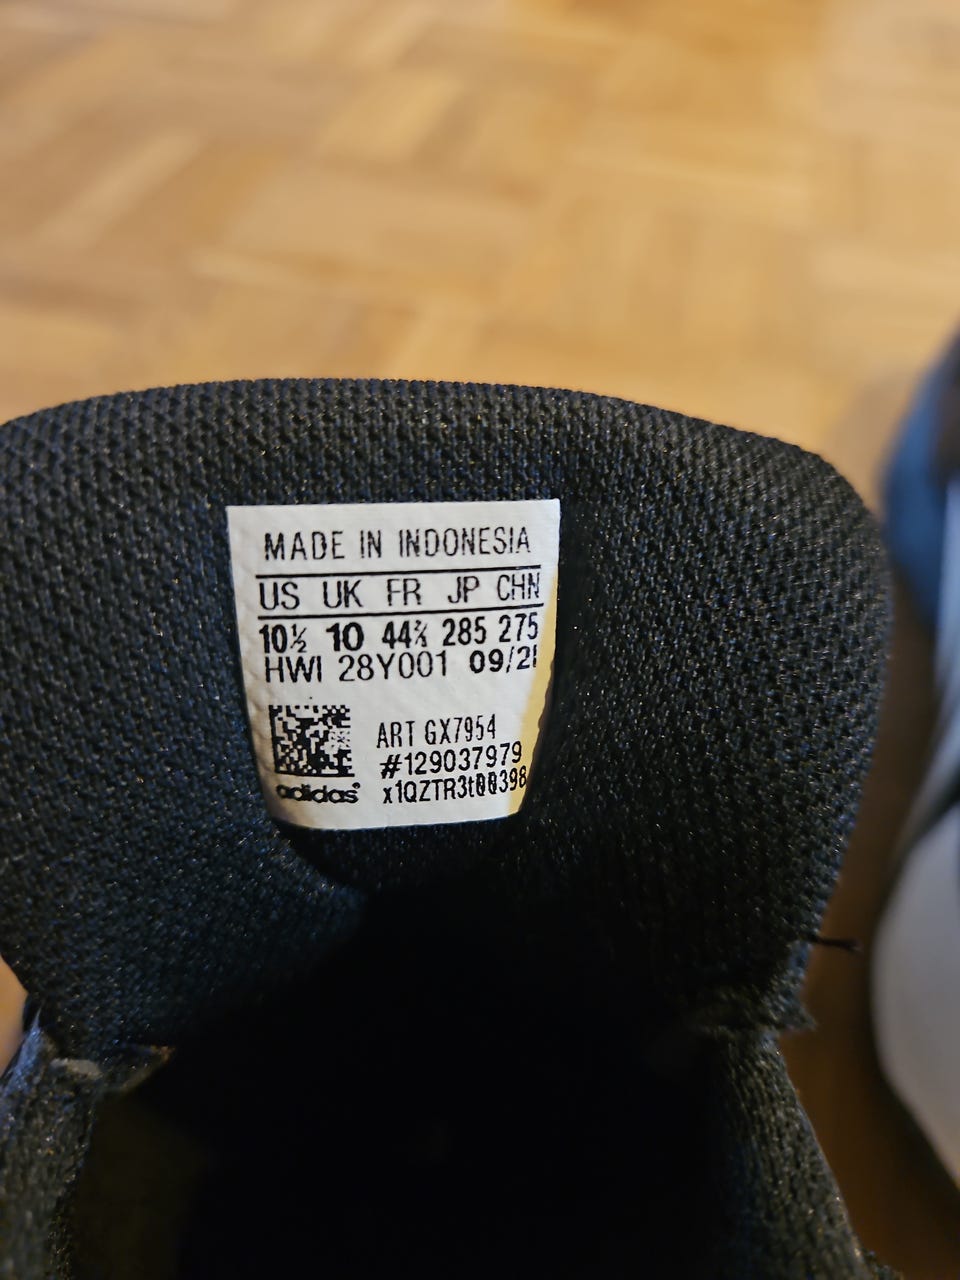 MADE IN INDONESIA
US UK FR JP CHN
10½ 10 44⅔ 285 275
HWI 28Y001 09/21
ART GX7954
#129037979
adidas